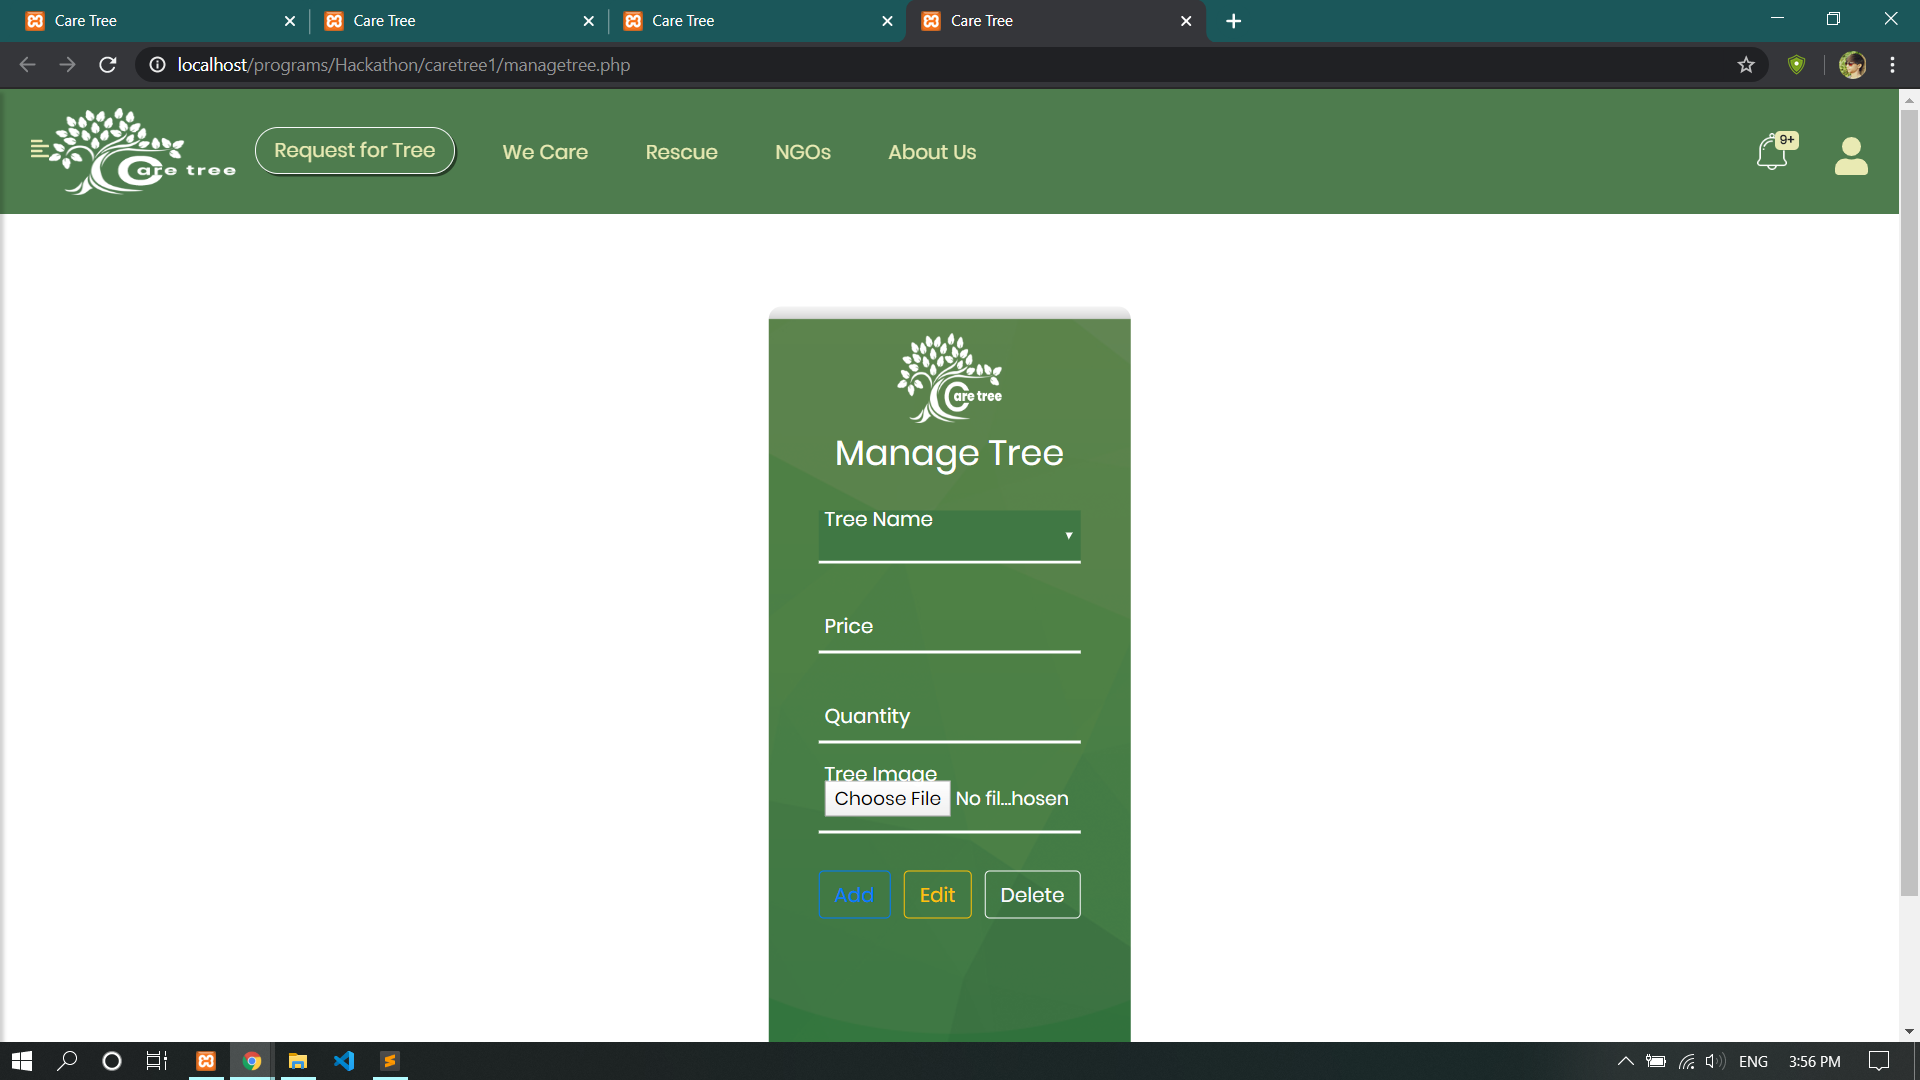 Care Tree
Care Tree
Care Tree
Care Tree
localhost/programs/Hackathon/caretree1/managetree.php
Care tree
Request for Tree
We Care
Rescue
NGOs
About Us
9+
Care tree
Manage Tree
Tree Name
Price
Quantity
Tree Image
Choose File No fil...hosen
Add Edit Delete
ENG
3:56 PM